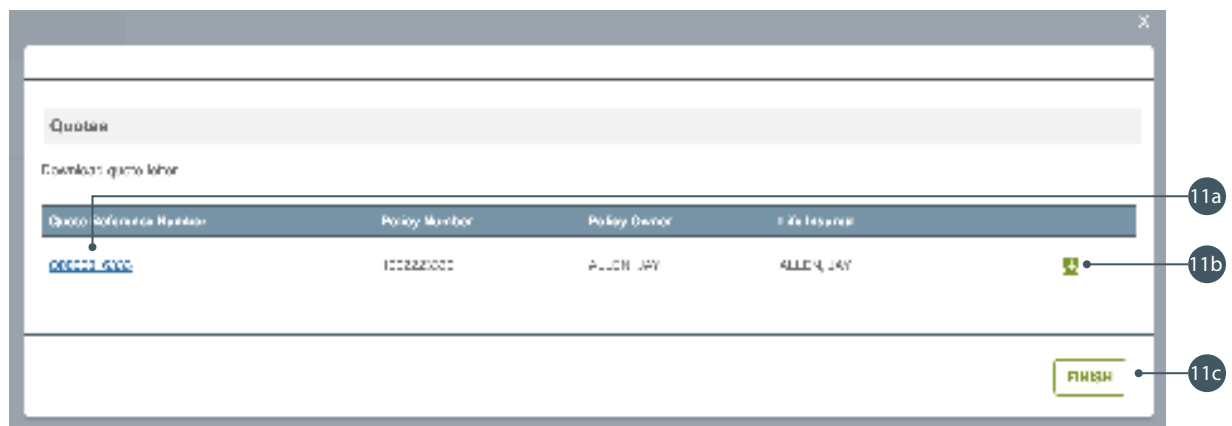 X
Quotes
Download quote letter
11a
Quote Reference Number Policy Number Policy Owner Life Insured
ALLEN, JAY ALLEN, JAY
11b
FINISH
11c